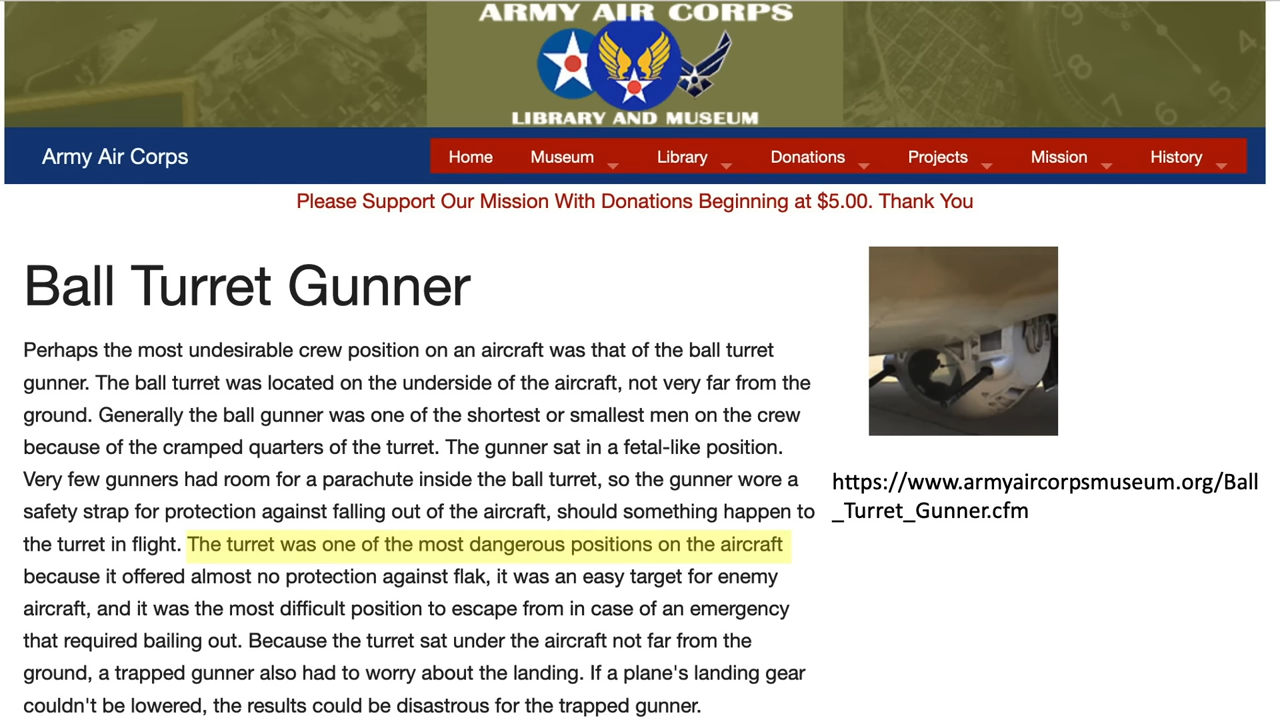 ARMY AIR CORPS
LIBRARY AND MUSEUM
Army Air Corps
Home Museum Library Donations Projects Mission History
Please Support Our Mission With Donations Beginning at $5.00. Thank You
Ball Turret Gunner
Perhaps the most undesirable crew position on an aircraft was that of the ball turret
gunner. The ball turret was located on the underside of the aircraft, not very far from the
ground. Generally the ball gunner was one of the shortest or smallest men on the crew
because of the cramped quarters of the turret. The gunner sat in a fetal-like position.
Very few gunners had room for a parachute inside the ball turret, so the gunner wore a
safety strap for protection against falling out of the aircraft, should something happen to
the turret in flight. The turret was one of the most dangerous positions on the aircraft
because it offered almost no protection against flak, it was an easy target for enemy
aircraft, and it was the most difficult position to escape from in case of an emergency
that required bailing out. Because the turret sat under the aircraft not far from the
ground, a trapped gunner also had to worry about the landing. If a plane's landing gear
couldn't be lowered, the results could be disastrous for the trapped gunner.
https://www.armyaircorpsmuseum.org/Ball
_Turret_Gunner.cfm
9
8
7
6
5
4